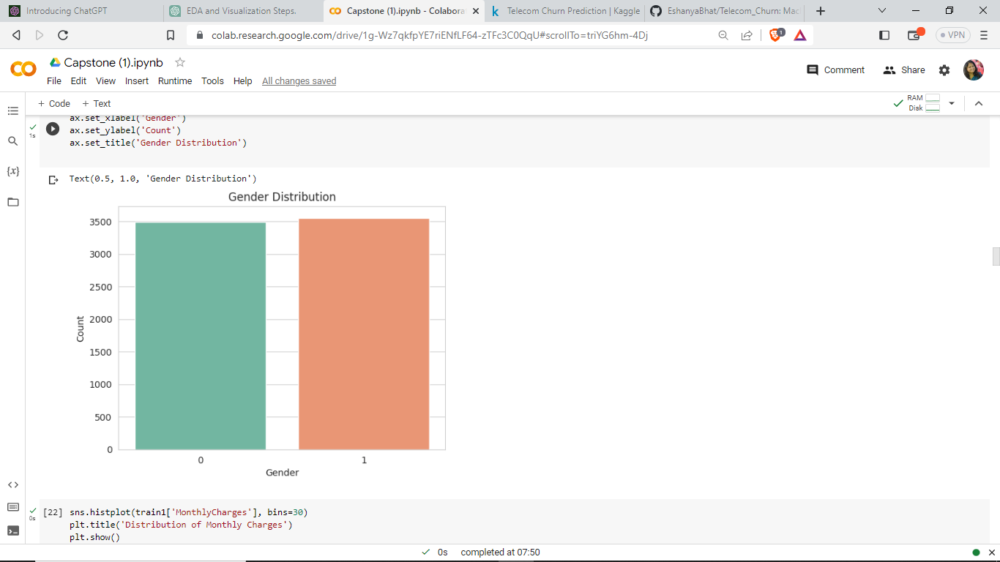 Introducing ChatGPT
EDA and Visualization Steps.
Capstone (1).ipynb - Colabora
Telecom Churn Prediction | Kaggle
EshanyaBhat/Telecom_Churn: Mac
colab.research.google.com/drive/1g-Wz7qkfpYE7riENfLF64-zTFc3C0QqU#scrollTo=triYG6hm-4Dj
1
VPN
Capstone (1).ipynb
File Edit View Insert Runtime Tools Help All changes saved
Comment
Share
+ Code + Text
RAM
Disk
ax.set_xlabel('Gender')
ax.set_ylabel('Count')
ax.set_title('Gender Distribution')
1s
{x}
Text(0.5, 1.0, 'Gender Distribution')
Gender Distribution
3500
3000
2500
2000
1500
1000
500
0
Count
0 1
Gender
[22] sns.histplot(train1['MonthlyCharges'], bins=30)
plt.title('Distribution of Monthly Charges')
plt.show()
0s
0s completed at 07:50